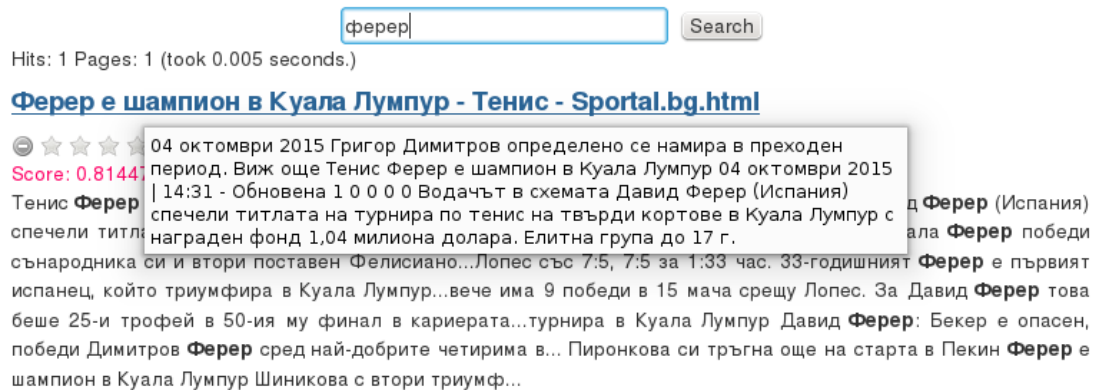 ферер Search
Hits: 1 Pages: 1 (took 0.005 seconds.)
Ферер е шампион в Куала Лумпур - Тенис - Sportal.bg.html
04 октомври 2015 Григор Димитров определено се намира в преходен
период. Виж още Тенис Ферер е шампион в Куала Лумпур 04 октомври 2015
Score: 0.8144
| 14:31 - Обновена 1 0 0 0 0 Водачът в схемата Давид Ферер (Испания)
Тенис Ферер Ферер (Испания)
спечели титлата на турнира по тенис на твърди кортове в Куала Лумпур с
спечели Ферер победи
награден фонд 1,04 милиона долара. Елитна група до 17 г.
сънародника си и втори поставен Фелисиано...Лопес със 7:5, 7:5 за 1:33 час. 33-годишният Ферер е първият
испанец, който триумфира в Куала Лумпур...вече има 9 победи в 15 мача срещу Лопес. За Давид Ферер това
беше 25-и трофей в 50-ия му финал в кариерата...турнира в Куала Лумпур Давид Ферер: Бекер е опасен,
победи Димитров Ферер сред най-добрите четирима в... Пиронкова си тръгна още на старта в Пекин Ферер е
шампион в Куала Лумпур Шиникова с втори триумф...